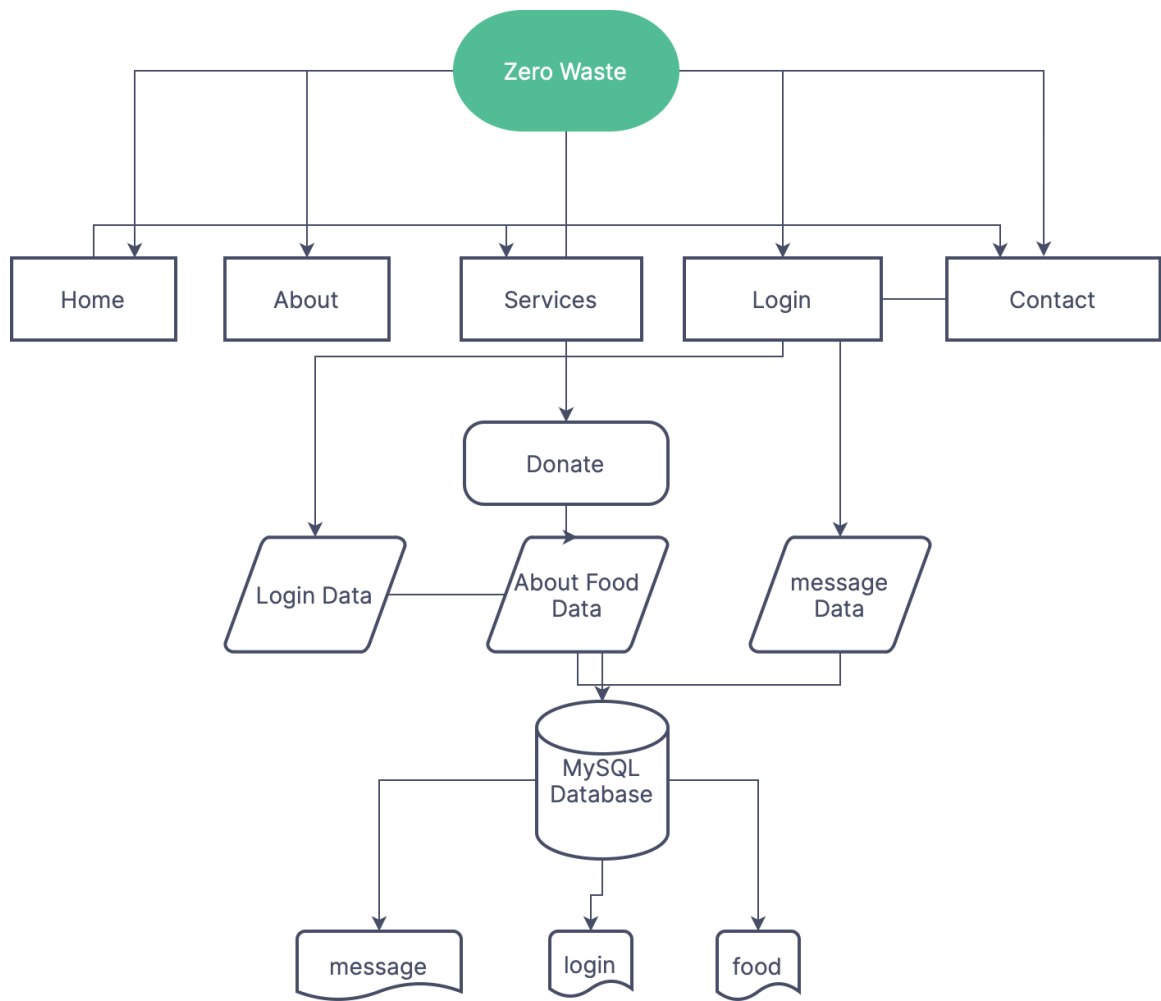 Zero Waste
Home
About
Services
Login
Contact
Donate
Login Data
About Food
Data
message
Data
MySQL
Database
message
login
food